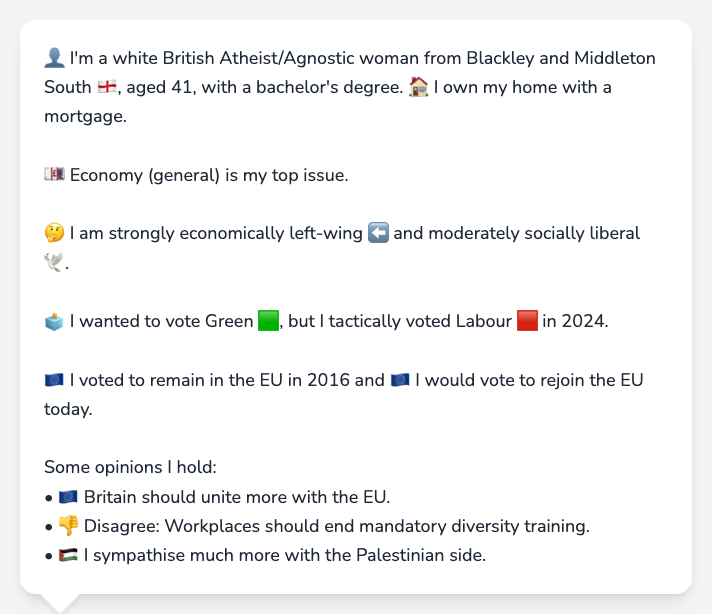 👤 I'm a white British Atheist/Agnostic woman from Blackley and Middleton
South 🏴󠁧󠁢󠁥󠁮󠁧󠁿, aged 41, with a bachelor's degree. 🏠 I own my home with a
mortgage.
💷 Economy (general) is my top issue.
🤔 I am strongly economically left-wing ⬅️ and moderately socially liberal
🕊️.
🗳️ I wanted to vote Green 🟩, but I tactically voted Labour 🟥 in 2024.
🇪🇺 I voted to remain in the EU in 2016 and 🇪🇺 I would vote to rejoin the EU
today.
Some opinions I hold:
• 🇪🇺 Britain should unite more with the EU.
• 👎 Disagree: Workplaces should end mandatory diversity training.
• 🇵🇸 I sympathise much more with the Palestinian side.